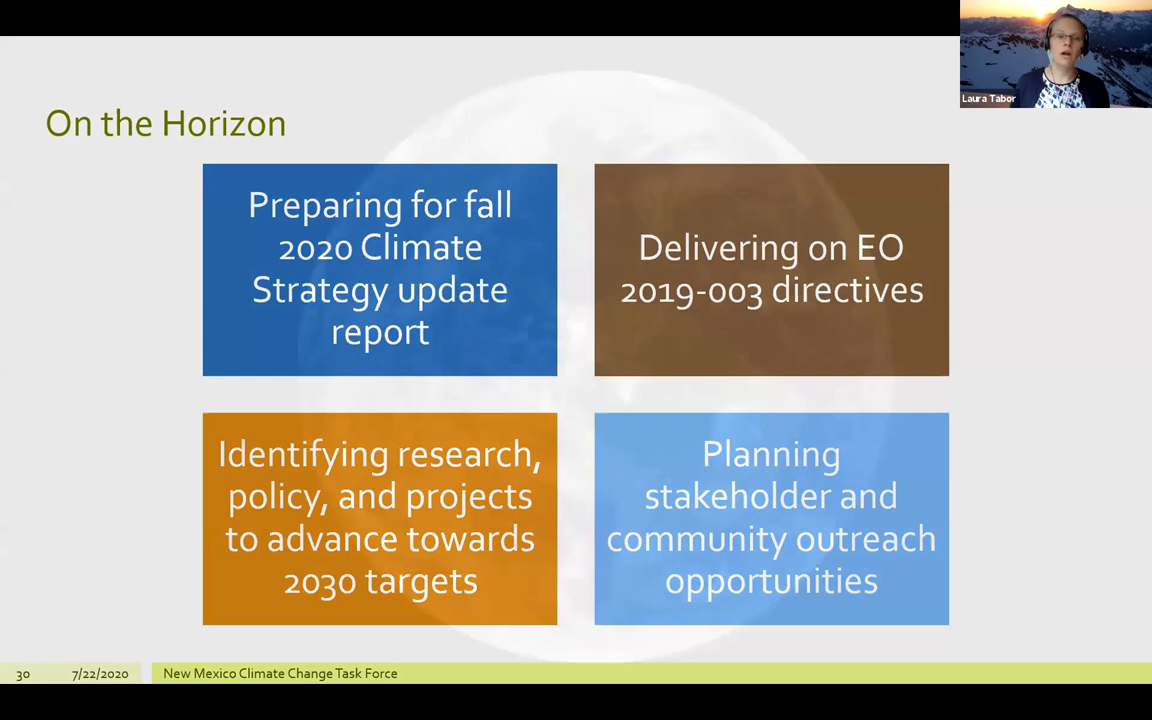 Laura Tabor
On the Horizon
Preparing for fall
2020 Climate
Strategy update
report
Delivering on EO
2019-003 directives
Identifying research,
policy, and projects
to advance towards
2030 targets
Planning
stakeholder and
community outreach
opportunities
30
7/22/2020
New Mexico Climate Change Task Force